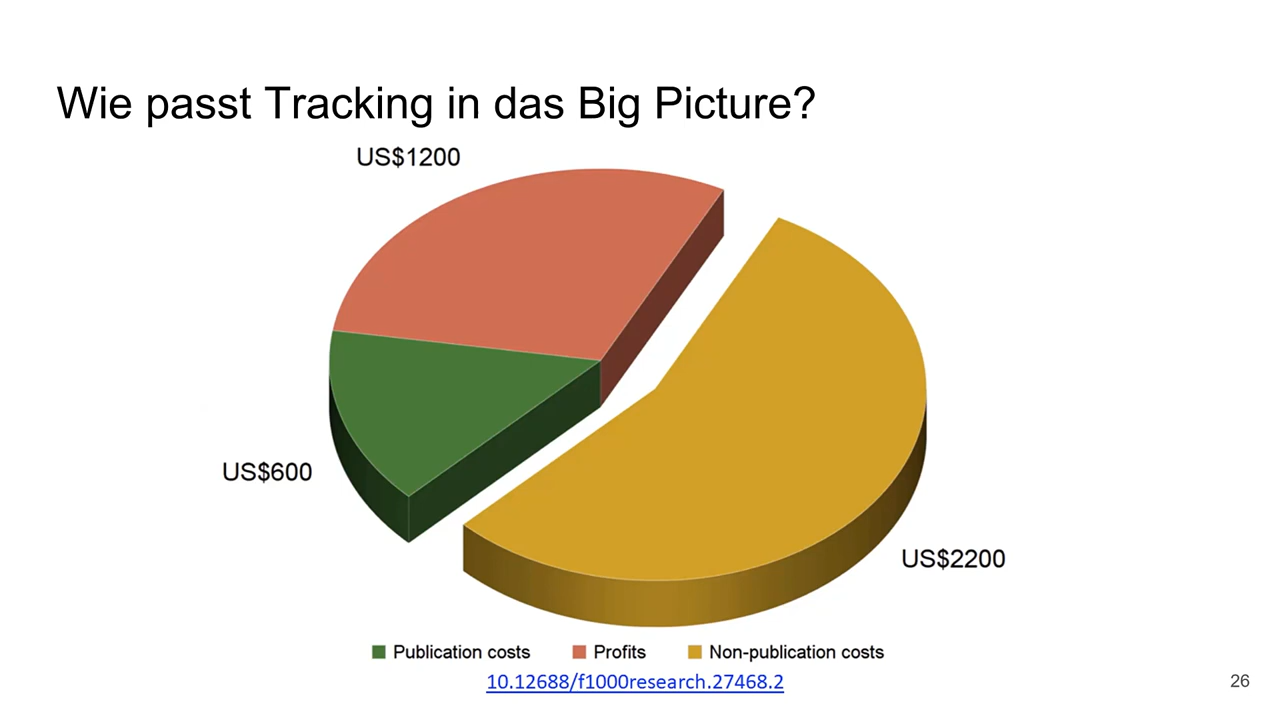 Wie passt Tracking in das Big Picture?
US$1200
US$600
US$2200
Publication costs Profits Non-publication costs
10.12688/f1000research.27468.2
26